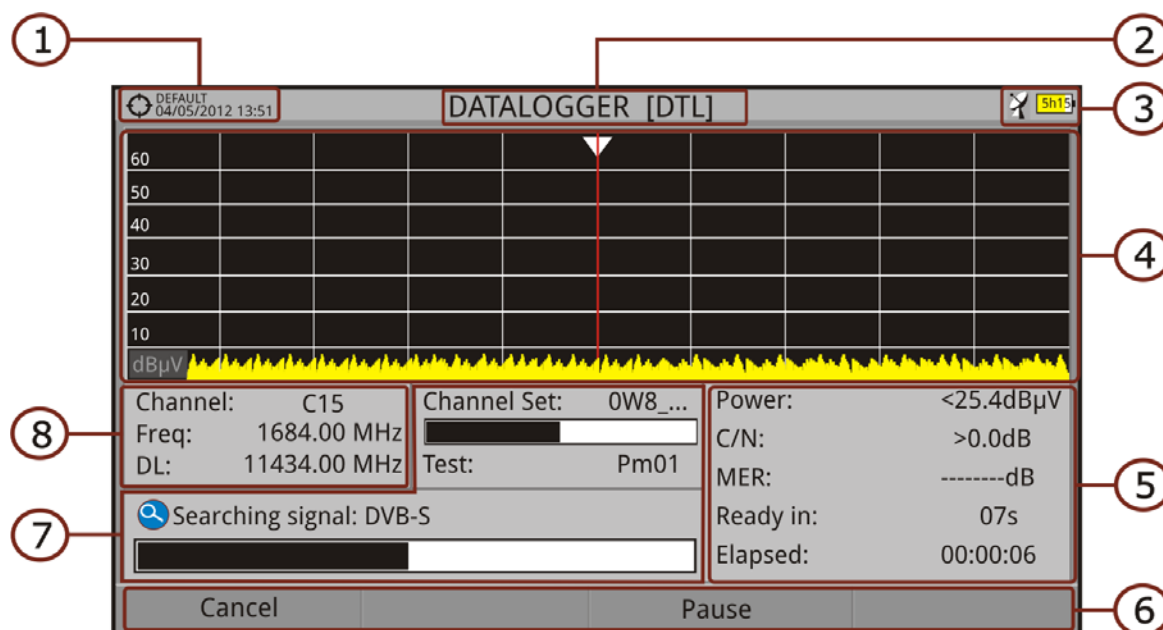 1
2
3
DEFAULT
04/05/2012 13:51
DATALOGGER [DTL]
5h15
60
50
40
30
20
10
dBµV
4
Channel: C15
Freq: 1684.00 MHz
DL: 11434.00 MHz
8
Channel Set: 0W8_...
Test: Pm01
Power: <25.4dBµV
C/N: >0.0dB
MER: --------dB
Ready in: 07s
Elapsed: 00:00:06
5
7
Searching signal: DVB-S
Cancel
Pause
6